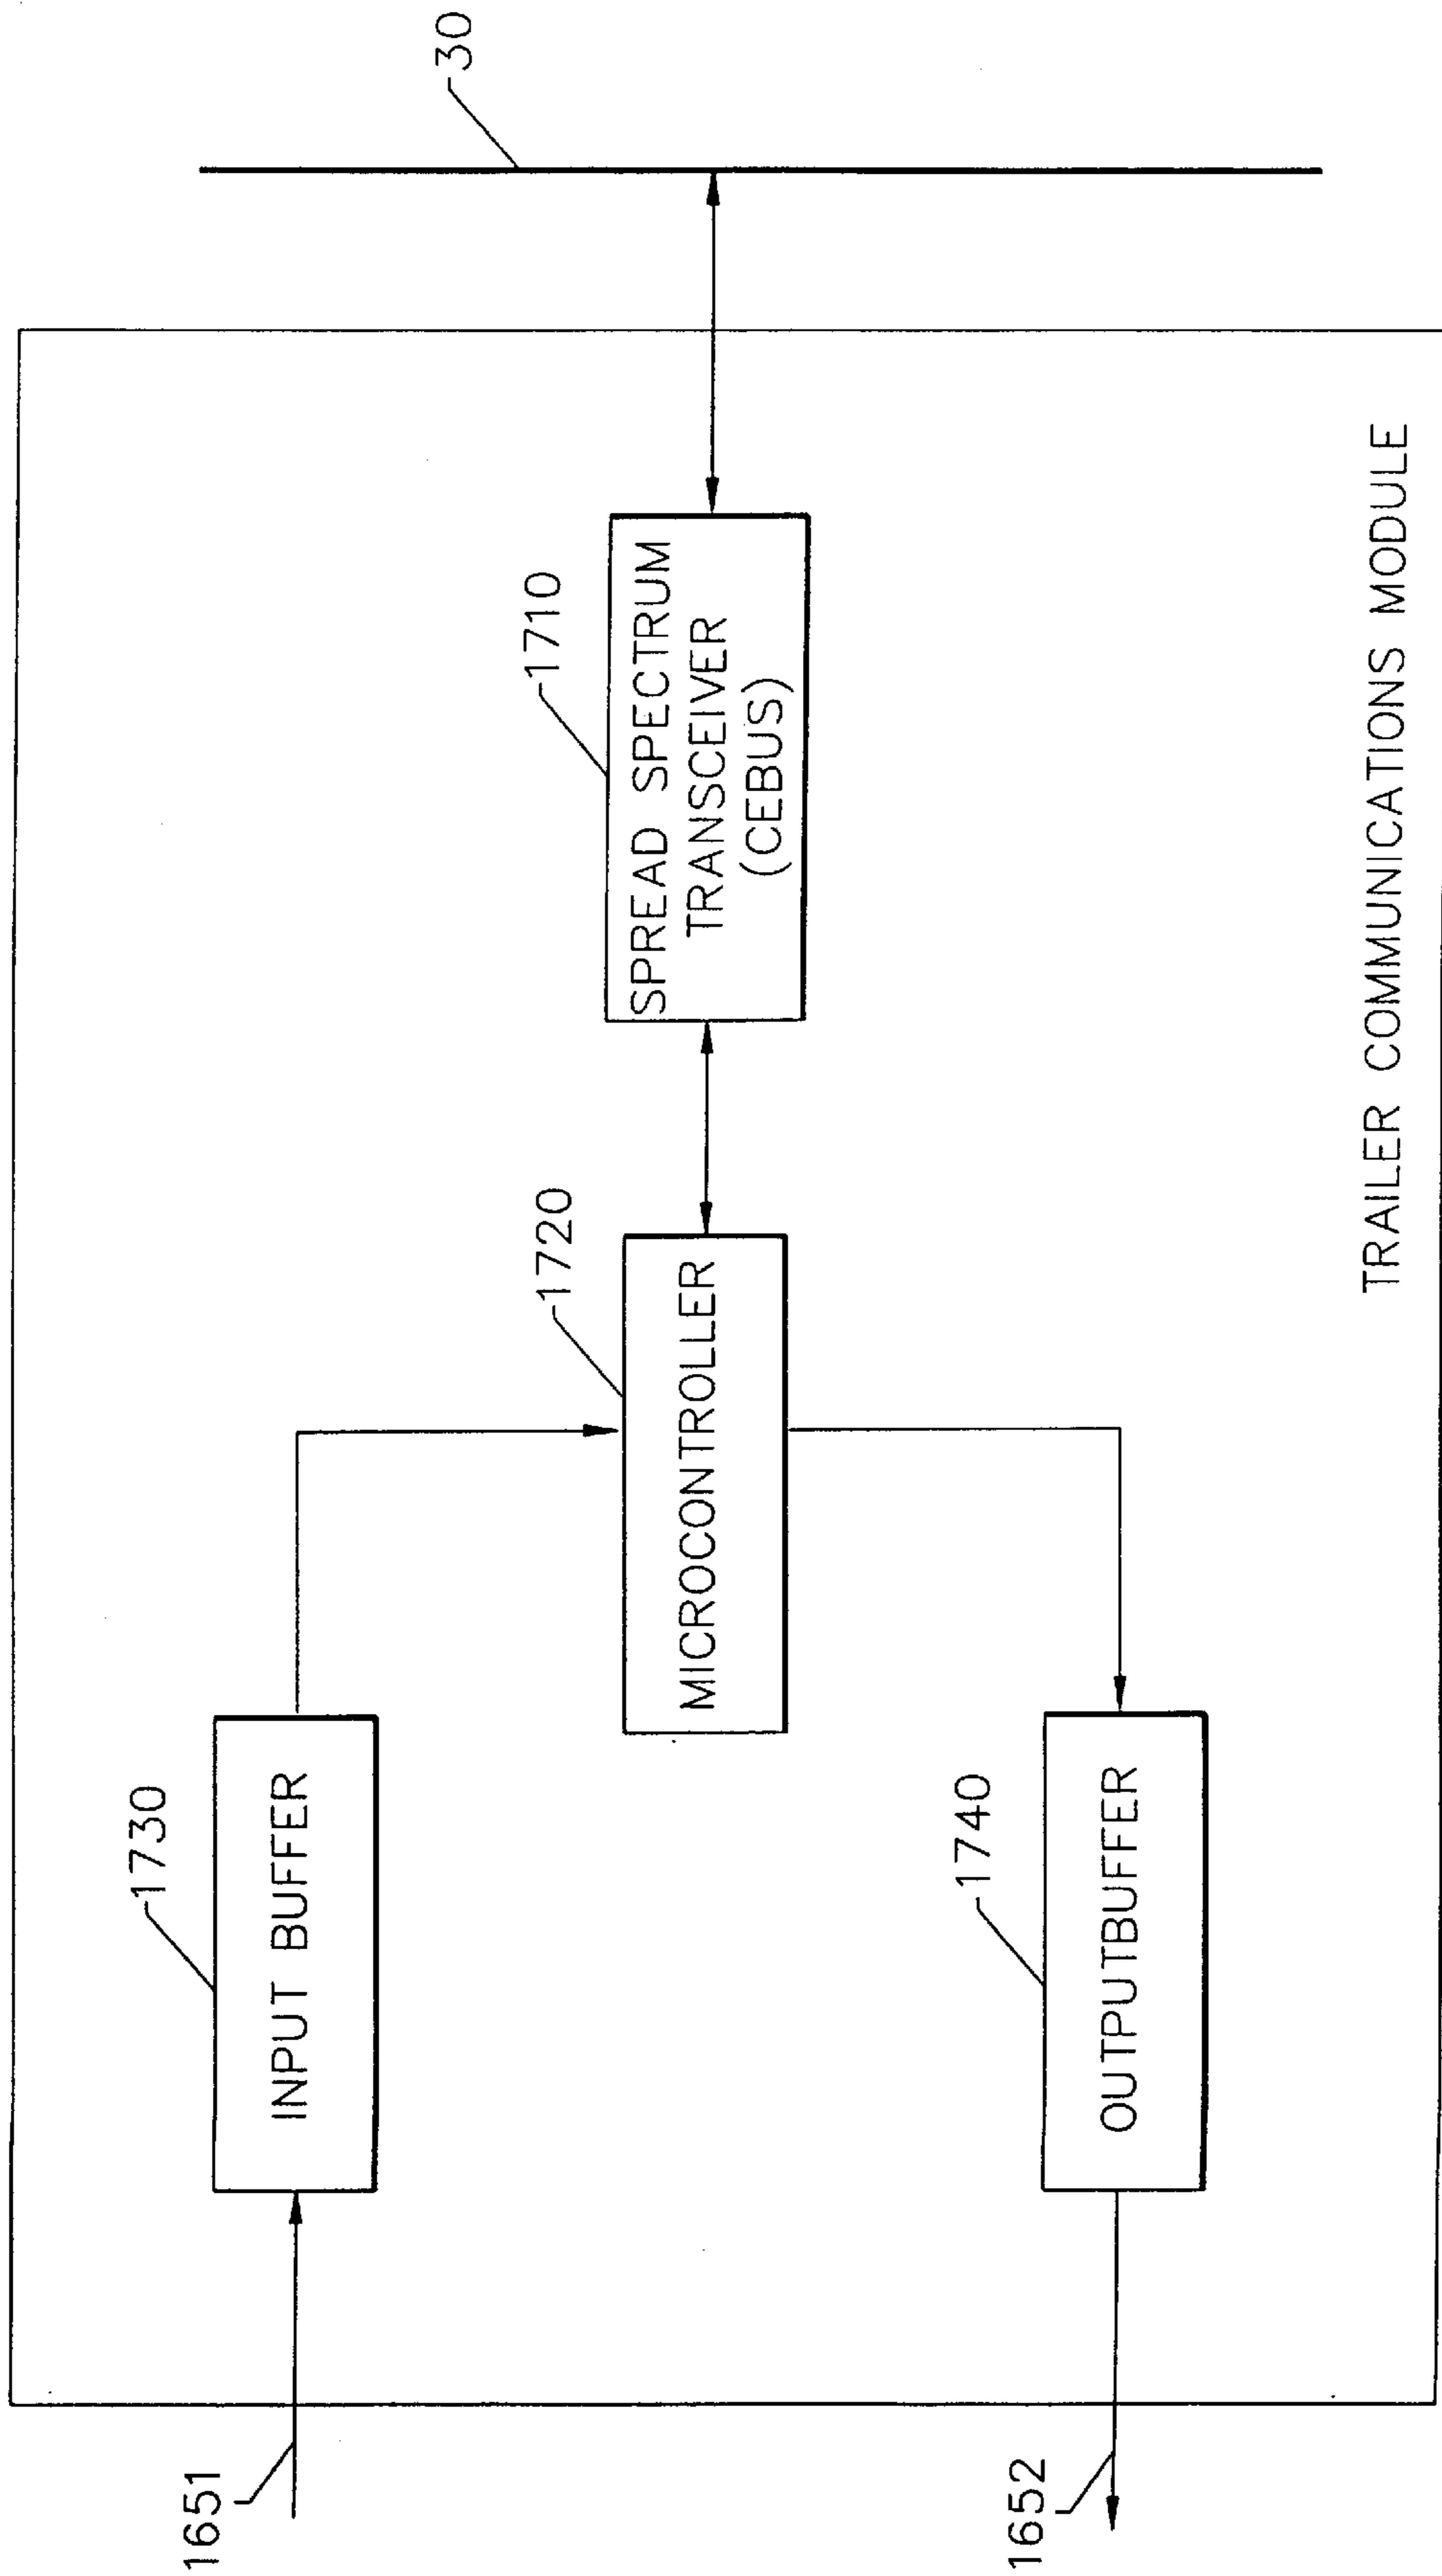 1651
1730
INPUT BUFFER
1720
MICROCONTROLLER
1710
SPREAD SPECTRUM
TRANSCEIVER
(CEBUS)
30
1652
1740
OUTPUTBUFFER
TRAILER COMMUNICATIONS MODULE